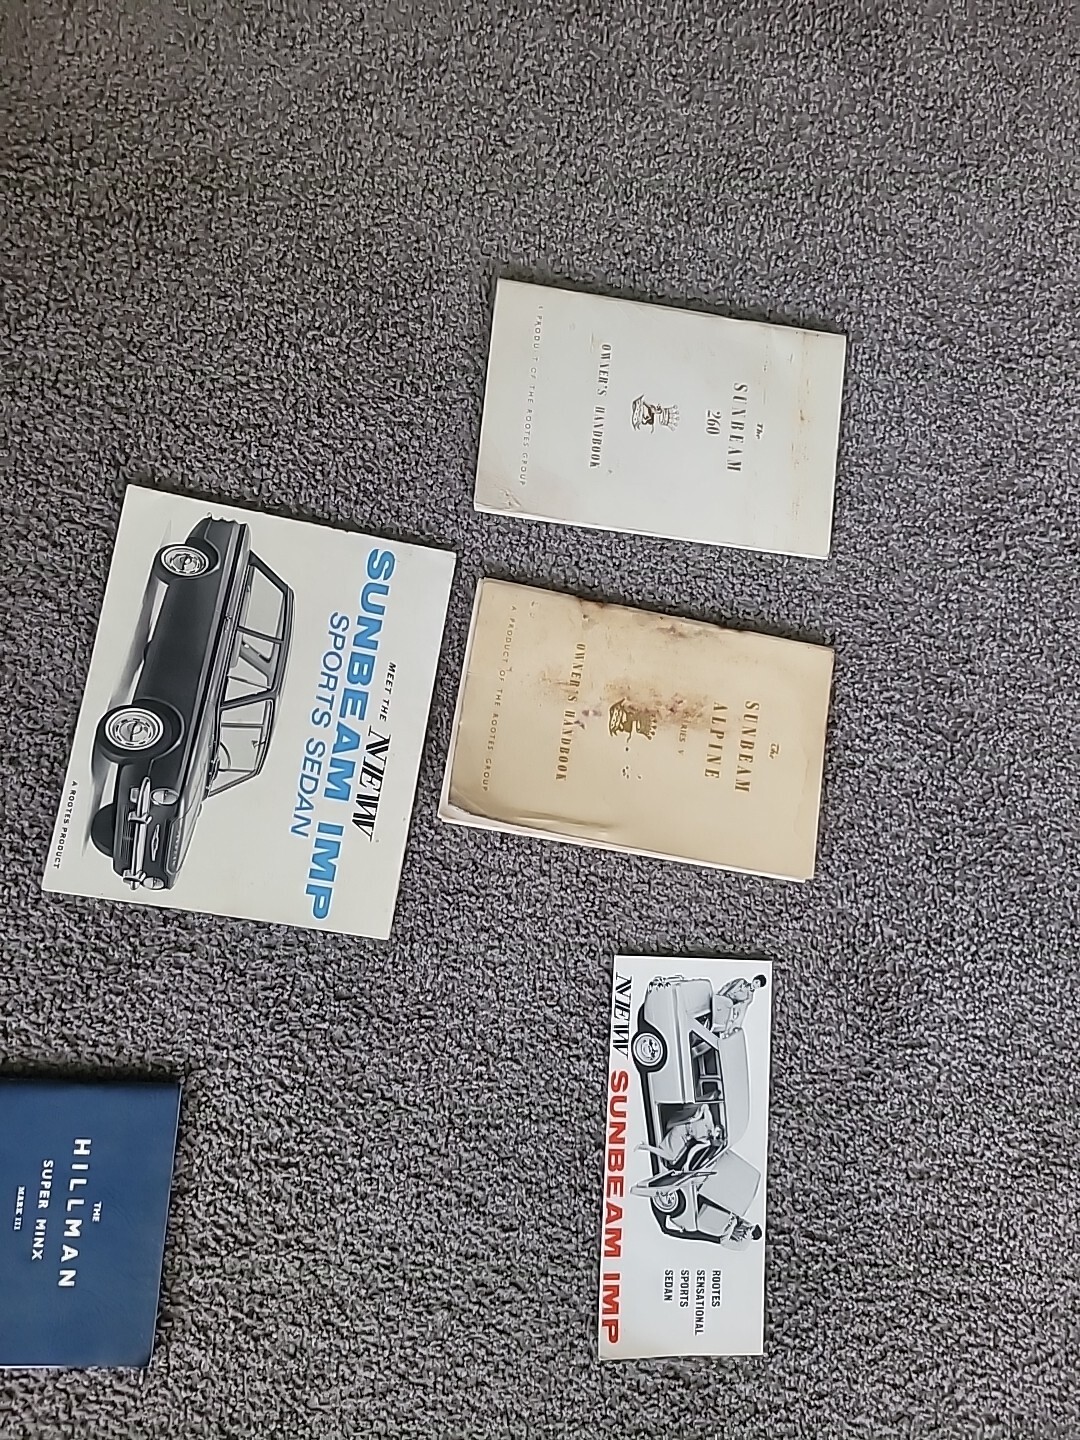 The
SUNBEAM
260
OWNER'S HANDBOOK
PRODUCT OF THE ROOTES GROUP
MEET THE NEW
SUNBEAM IMP
SPORTS SEDAN
A ROOTES PRODUCT
The
SUNBEAM
ALPINE
V
OWNER'S HANDBOOK
A PRODUCT OF THE ROOTES GROUP
ROOTES
SENSATIONAL
SPORTS
SEDAN
NEW SUNBEAM IMP
THE
HILLMAN
SUPER MINX
MARK III